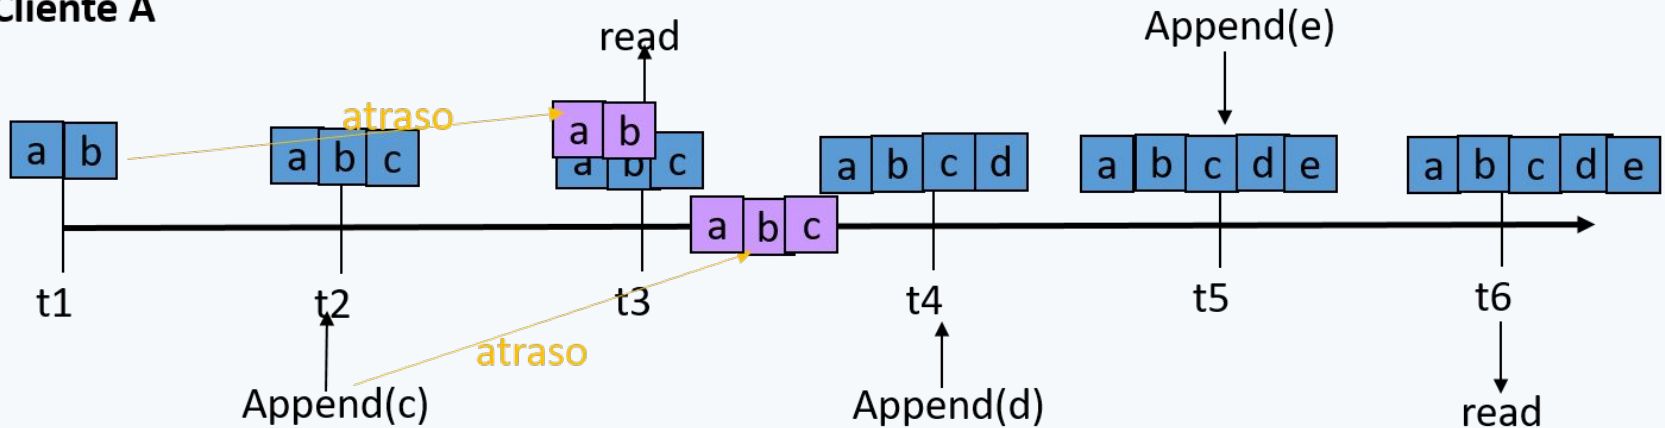 Cliente A
read
Append(e)
atraso
a b
a b c
a b
a b c
a b c d
a b c d e
a b c d e
a b c
t1
t2
t3
t4
t5
t6
atraso
Append(c)
Append(d)
read